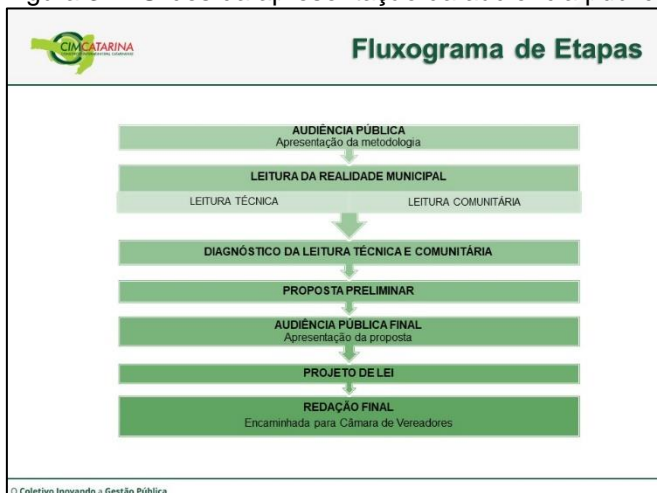 CIMCATARINA
Fluxograma de Etapas
AUDIÊNCIA PÚBLICA
Apresentação da metodologia
LEITURA DA REALIDADE MUNICIPAL
LEITURA TÉCNICA
LEITURA COMUNITÁRIA
DIAGNÓSTICO DA LEITURA TÉCNICA E COMUNITÁRIA
PROPOSTA PRELIMINAR
AUDIÊNCIA PÚBLICA FINAL
Apresentação da proposta
PROJETO DE LEI
REDAÇÃO FINAL
Encaminhada para Câmara de Vereadores
O Coletivo Inovando a Gestão Pública